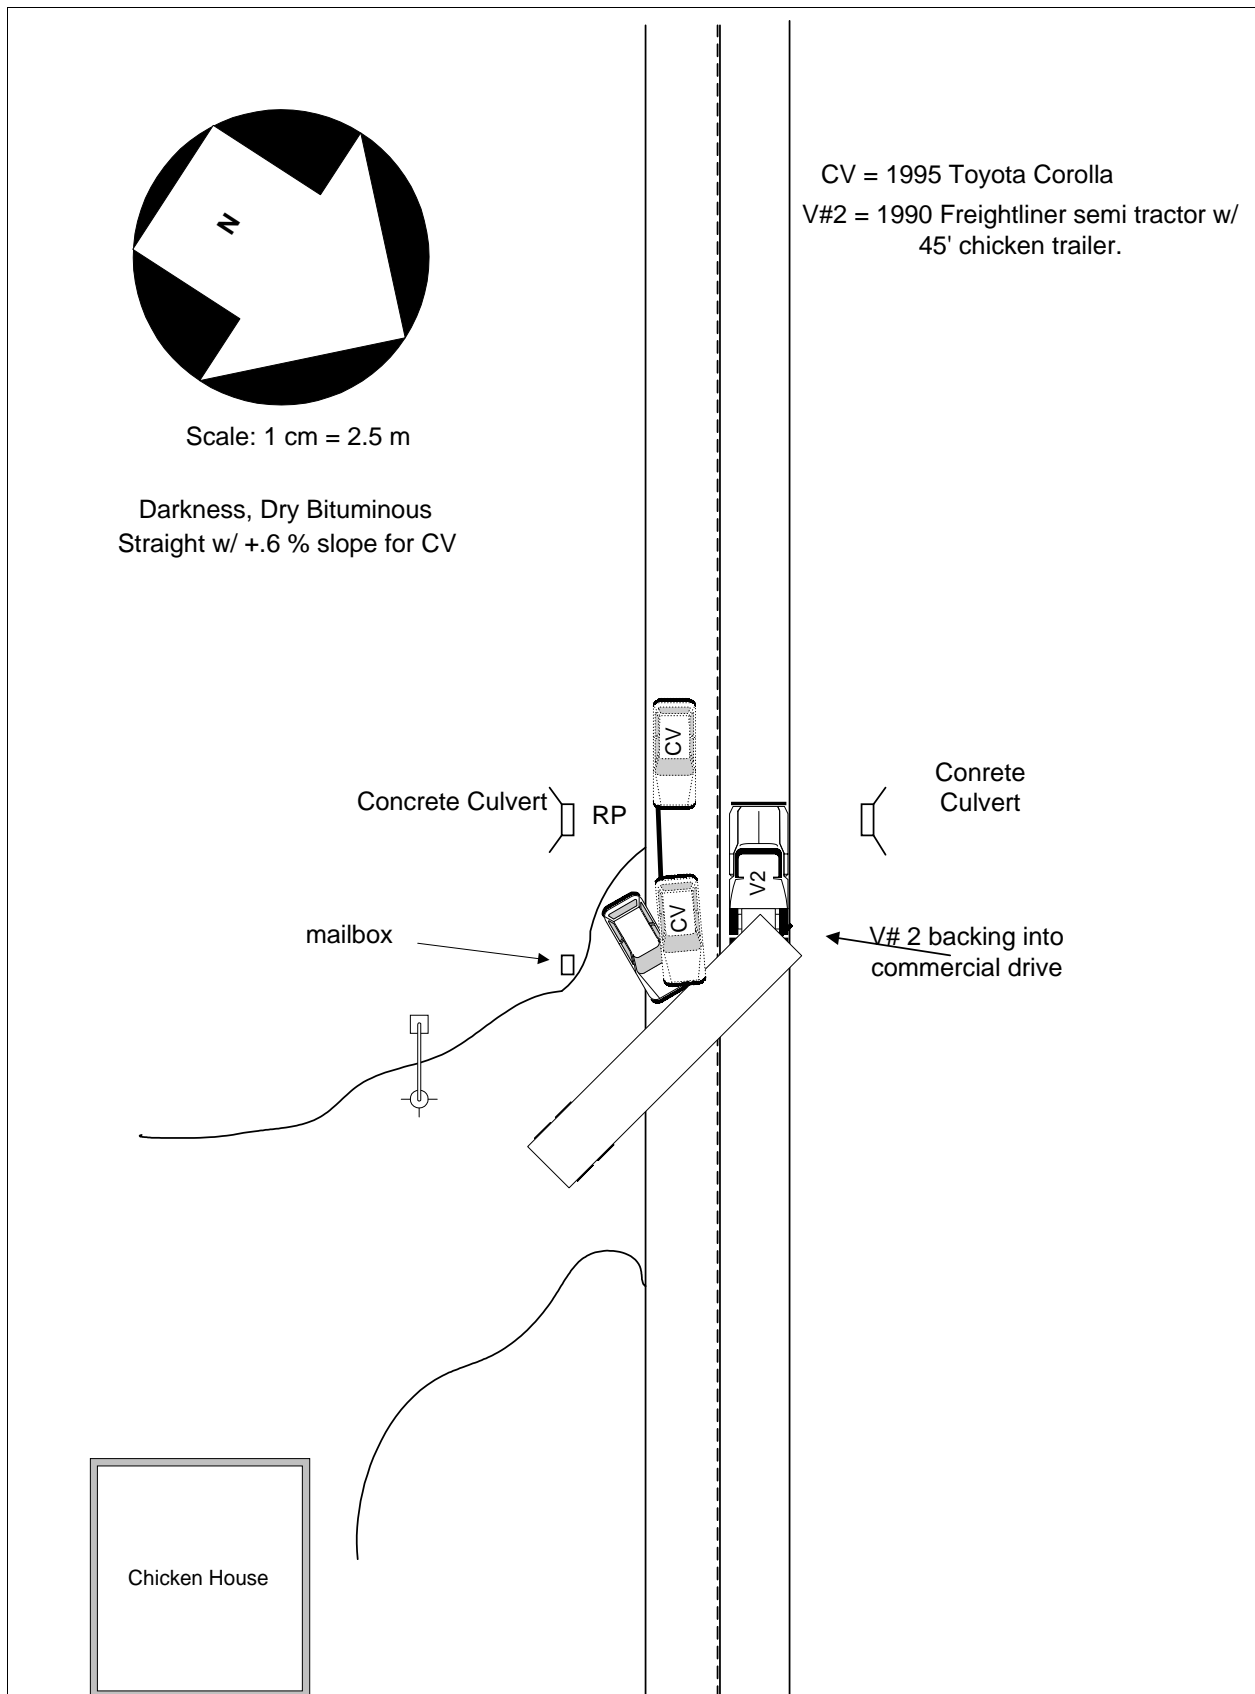 N
CV = 1995 Toyota Corolla
V#2 = 1990 Freightliner semi tractor w/
45' chicken trailer.
Scale: 1 cm = 2.5 m
Darkness, Dry Bituminous
Straight w/ +.6 % slope for CV
CV
Concrete Culvert
RP
Conrete
Culvert
V2
CV
mailbox
V# 2 backing into
commercial drive
Chicken House